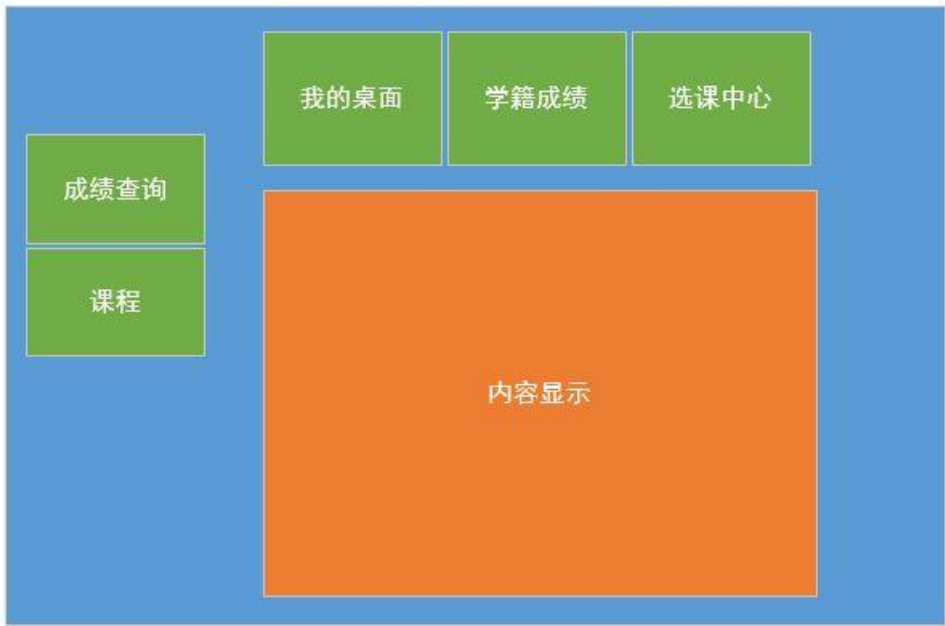 我的桌面
学籍成绩
选课中心
成绩查询
课程
内容显示